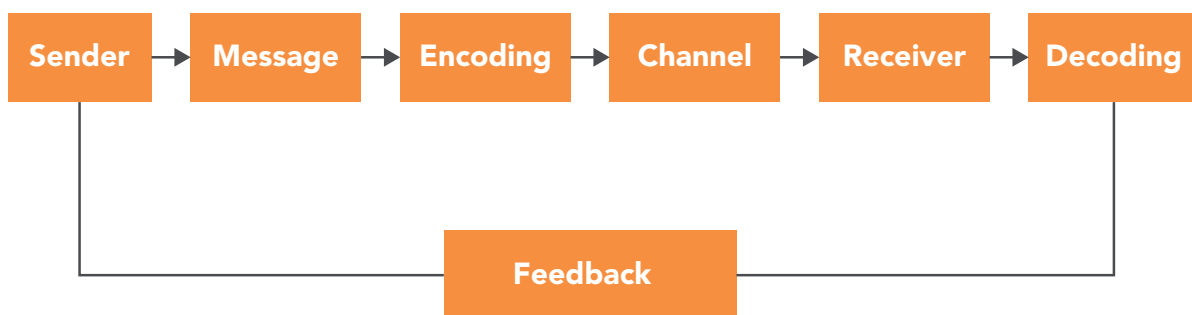 Sender
Message
Encoding
Channel
Receiver
Decoding
Feedback